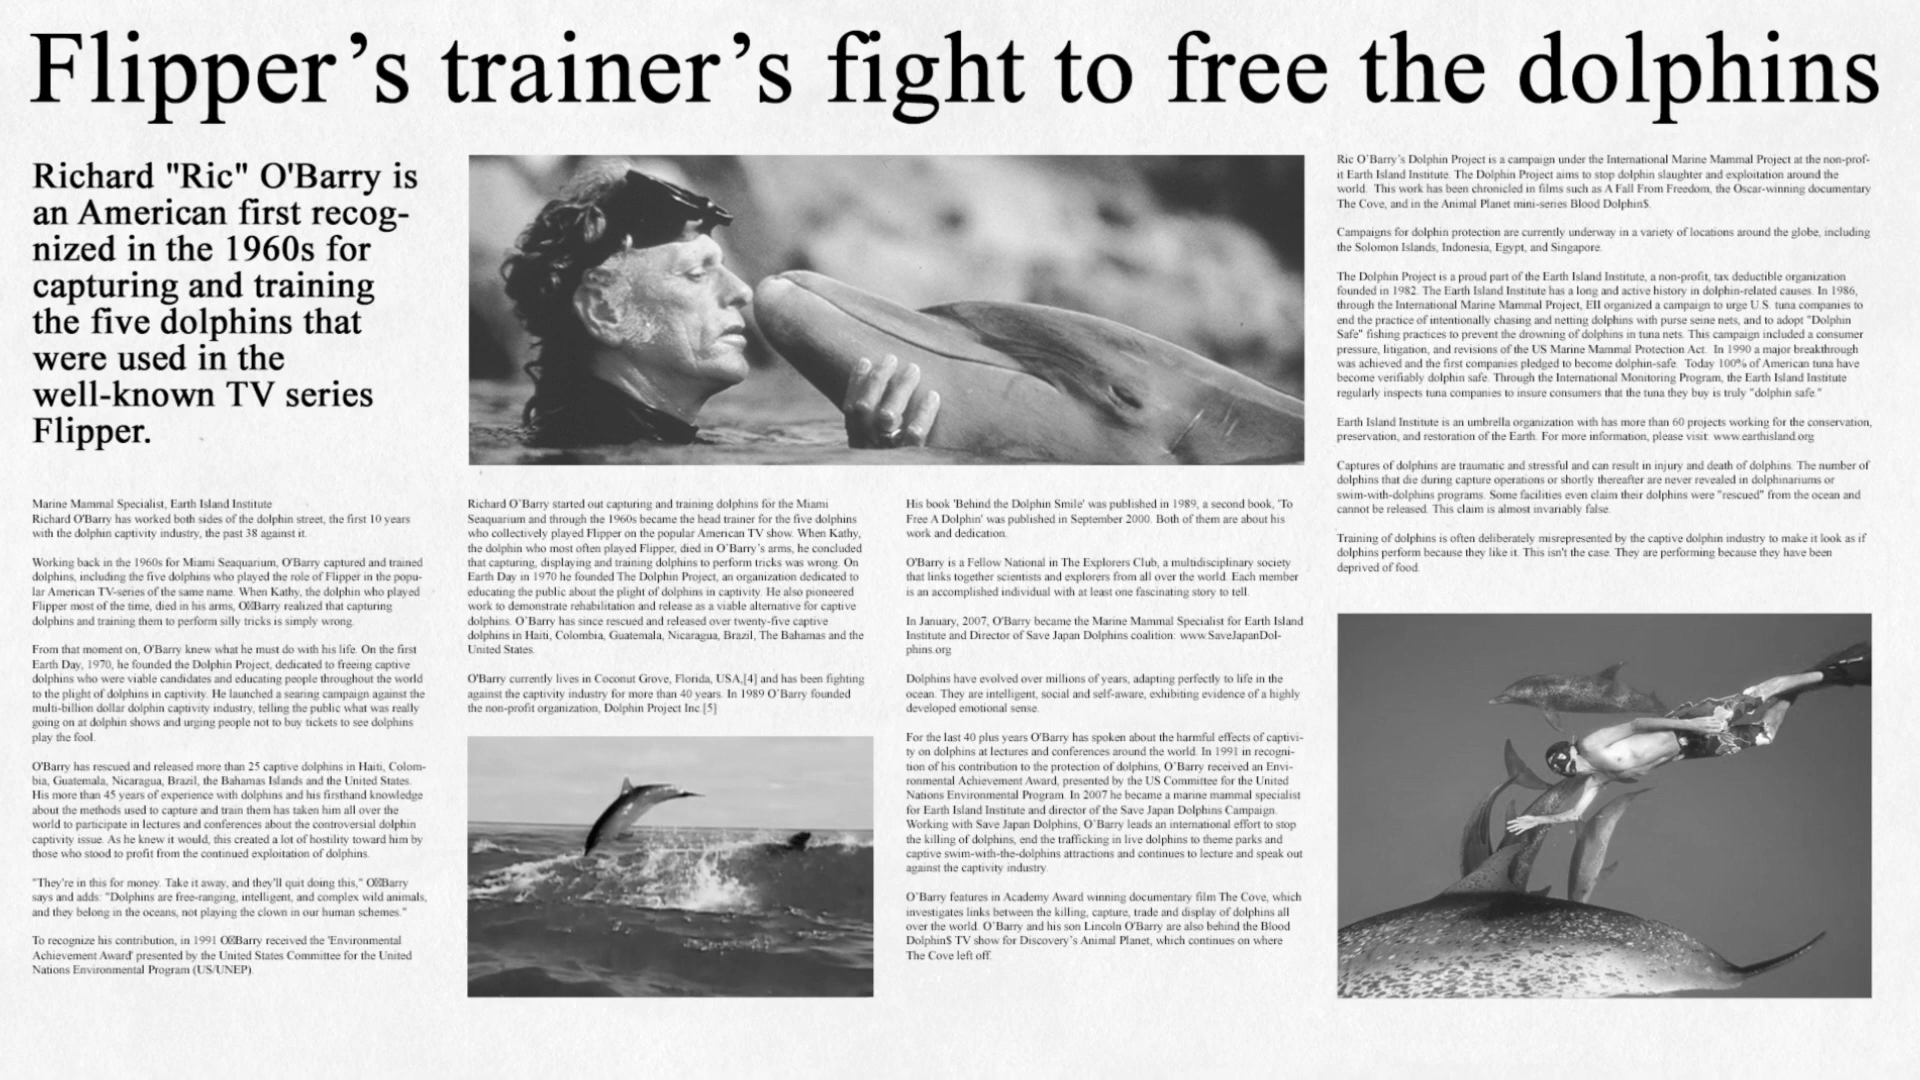 Flipper’s trainer’s fight to free the dolphins
Richard "Ric" O'Barry is
an American first recog-
nized in the 1960s for
capturing and training
the five dolphins that
were used in the
well-known TV series
Flipper.
Marine Mammal Specialist, Earth Island Institute
Richard O'Barry has worked both sides of the dolphin street, the first 10 years
with the dolphin captivity industry, the past 38 against it.
Working back in the 1960s for Miami Seaquarium, O'Barry captured and trained
dolphins, including the five dolphins who played the role of Flipper in the popu-
lar American TV-series of the same name. When Kathy, the dolphin who played
Flipper most of the time, died in his arms, O☒Barry realized that capturing
dolphins and training them to perform silly tricks is simply wrong.
From that moment on, O'Barry knew what he must do with his life. On the first
Earth Day, 1970, he founded the Dolphin Project, dedicated to freeing captive
dolphins who were viable candidates and educating people throughout the world
to the plight of dolphins in captivity. He launched a searing campaign against the
multi-billion dollar dolphin captivity industry, telling the public what was really
going on at dolphin shows and urging people not to buy tickets to see dolphins
play the fool.
O'Barry has rescued and released more than 25 captive dolphins in Haiti, Colom-
bia, Guatemala, Nicaragua, Brazil, the Bahamas Islands and the United States.
His more than 45 years of experience with dolphins and his firsthand knowledge
about the methods used to capture and train them has taken him all over the
world to participate in lectures and conferences about the controversial dolphin
captivity issue. As he knew it would, this created a lot of hostility toward him by
those who stood to profit from the continued exploitation of dolphins.
"They're in this for money. Take it away, and they'll quit doing this," O☒Barry
says and adds: "Dolphins are free-ranging, intelligent, and complex wild animals,
and they belong in the oceans, not playing the clown in our human schemes."
To recognize his contribution, in 1991 O☒Barry received the 'Environmental
Achievement Award' presented by the United States Committee for the United
Nations Environmental Program (US/UNEP).
Richard O’Barry started out capturing and training dolphins for the Miami
Seaquarium and through the 1960s became the head trainer for the five dolphins
who collectively played Flipper on the popular American TV show. When Kathy,
the dolphin who most often played Flipper, died in O’Barry’s arms, he concluded
that capturing, displaying and training dolphins to perform tricks was wrong. On
Earth Day in 1970 he founded The Dolphin Project, an organization dedicated to
educating the public about the plight of dolphins in captivity. He also pioneered
work to demonstrate rehabilitation and release as a viable alternative for captive
dolphins. O’Barry has since rescued and released over twenty-five captive
dolphins in Haiti, Colombia, Guatemala, Nicaragua, Brazil, The Bahamas and the
United States.
O'Barry currently lives in Coconut Grove, Florida, USA,[4] and has been fighting
against the captivity industry for more than 40 years. In 1989 O’Barry founded
the non-profit organization, Dolphin Project Inc.[5]
His book 'Behind the Dolphin Smile' was published in 1989, a second book, 'To
Free A Dolphin' was published in September 2000. Both of them are about his
work and dedication.
O'Barry is a Fellow National in The Explorers Club, a multidisciplinary society
that links together scientists and explorers from all over the world. Each member
is an accomplished individual with at least one fascinating story to tell.
In January, 2007, O'Barry became the Marine Mammal Specialist for Earth Island
Institute and Director of Save Japan Dolphins coalition: www.SaveJapanDol-
phins.org
Dolphins have evolved over millions of years, adapting perfectly to life in the
ocean. They are intelligent, social and self-aware, exhibiting evidence of a highly
developed emotional sense.
For the last 40 plus years O'Barry has spoken about the harmful effects of captivi-
ty on dolphins at lectures and conferences around the world. In 1991 in recogni-
tion of his contribution to the protection of dolphins, O’Barry received an Envi-
ronmental Achievement Award, presented by the US Committee for the United
Nations Environmental Program. In 2007 he became a marine mammal specialist
for Earth Island Institute and director of the Save Japan Dolphins Campaign.
Working with Save Japan Dolphins, O’Barry leads an international effort to stop
the killing of dolphins, end the trafficking in live dolphins to theme parks and
captive swim-with-the-dolphins attractions and continues to lecture and speak out
against the captivity industry.
O’Barry features in Academy Award winning documentary film The Cove, which
investigates links between the killing, capture, trade and display of dolphins all
over the world. O’Barry and his son Lincoln O'Barry are also behind the Blood
Dolphin$ TV show for Discovery’s Animal Planet, which continues on where
The Cove left off.
Ric O’Barry’s Dolphin Project is a campaign under the International Marine Mammal Project at the non-prof-
it Earth Island Institute. The Dolphin Project aims to stop dolphin slaughter and exploitation around the
world. This work has been chronicled in films such as A Fall From Freedom, the Oscar-winning documentary
The Cove, and in the Animal Planet mini-series Blood Dolphin$.
Campaigns for dolphin protection are currently underway in a variety of locations around the globe, including
the Solomon Islands, Indonesia, Egypt, and Singapore.
The Dolphin Project is a proud part of the Earth Island Institute, a non-profit, tax deductible organization
founded in 1982. The Earth Island Institute has a long and active history in dolphin-related causes. In 1986,
through the International Marine Mammal Project, EII organized a campaign to urge U.S. tuna companies to
end the practice of intentionally chasing and netting dolphins with purse seine nets, and to adopt "Dolphin
Safe" fishing practices to prevent the drowning of dolphins in tuna nets. This campaign included a consumer
pressure, litigation, and revisions of the US Marine Mammal Protection Act. In 1990 a major breakthrough
was achieved and the first companies pledged to become dolphin-safe. Today 100% of American tuna have
become verifiably dolphin safe. Through the International Monitoring Program, the Earth Island Institute
regularly inspects tuna companies to insure consumers that the tuna they buy is truly "dolphin safe."
Earth Island Institute is an umbrella organization with has more than 60 projects working for the conservation,
preservation, and restoration of the Earth. For more information, please visit: www.earthisland.org
Captures of dolphins are traumatic and stressful and can result in injury and death of dolphins. The number of
dolphins that die during capture operations or shortly thereafter are never revealed in dolphinariums or
swim-with-dolphins programs. Some facilities even claim their dolphins were "rescued" from the ocean and
cannot be released. This claim is almost invariably false.
Training of dolphins is often deliberately misrepresented by the captive dolphin industry to make it look as if
dolphins perform because they like it. This isn't the case. They are performing because they have been
deprived of food.